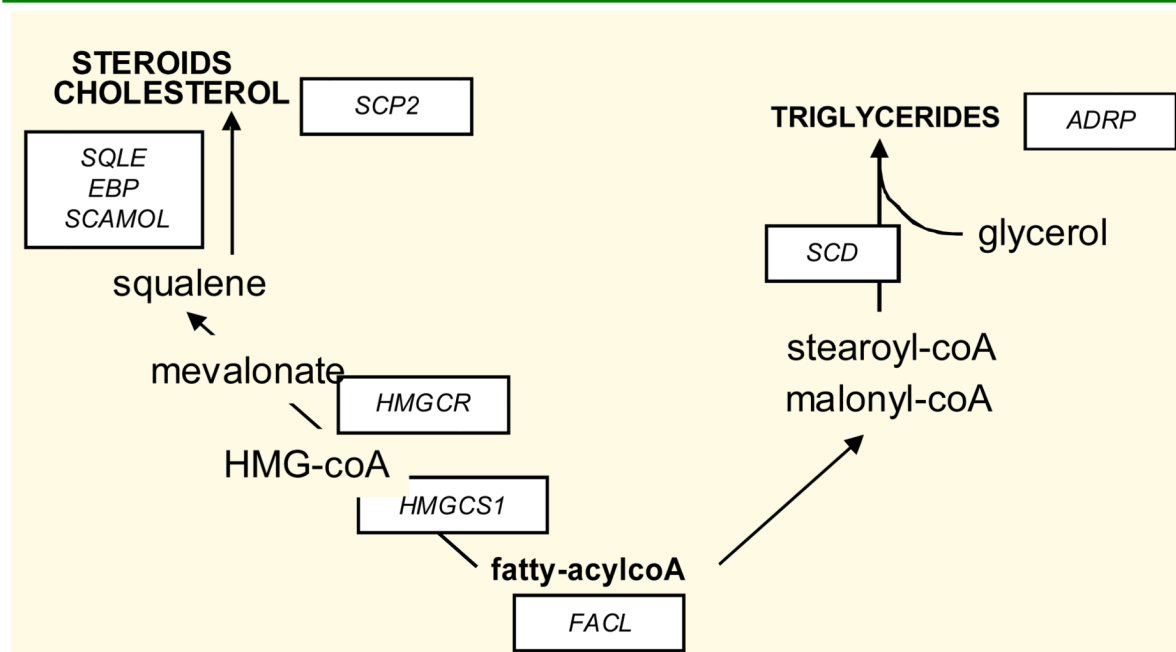 STEROIDS
CHOLESTEROL
SCP2
SQLE
EBP
SCAMOL
squalene
mevalonate
HMGCR
HMG-coA
HMGCS1
fatty-acylcoA
FACL
TRIGLYCERIDES
ADRP
glycerol
SCD
stearoyl-coA
malonyl-coA